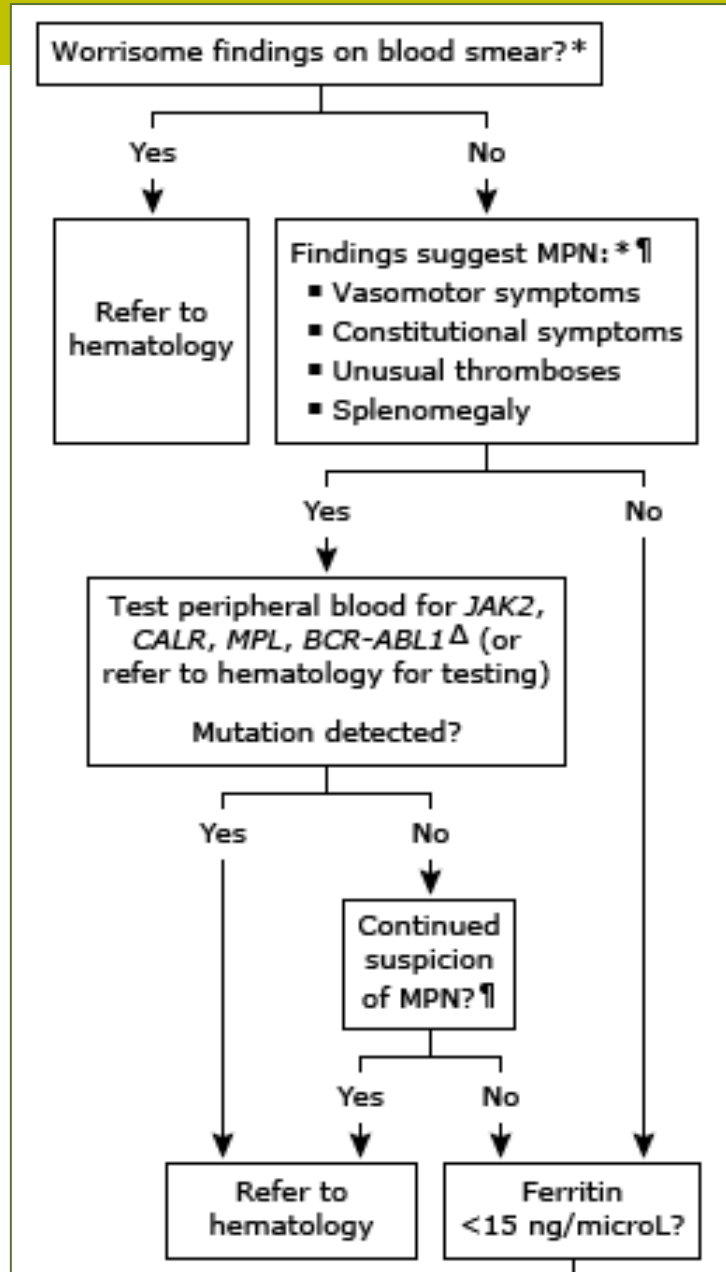 Worrisome findings on blood smear?*
Yes
No
Refer to
hematology
Findings suggest MPN:*¶
▪ Vasomotor symptoms
▪ Constitutional symptoms
▪ Unusual thromboses
▪ Splenomegaly
Yes
No
Test peripheral blood for JAK2,
CALR, MPL, BCR-ABL1Δ (or
refer to hematology for testing)
Mutation detected?
Yes
No
Continued
suspicion
of MPN?¶
Yes
No
Refer to
hematology
Ferritin
<15 ng/microL?